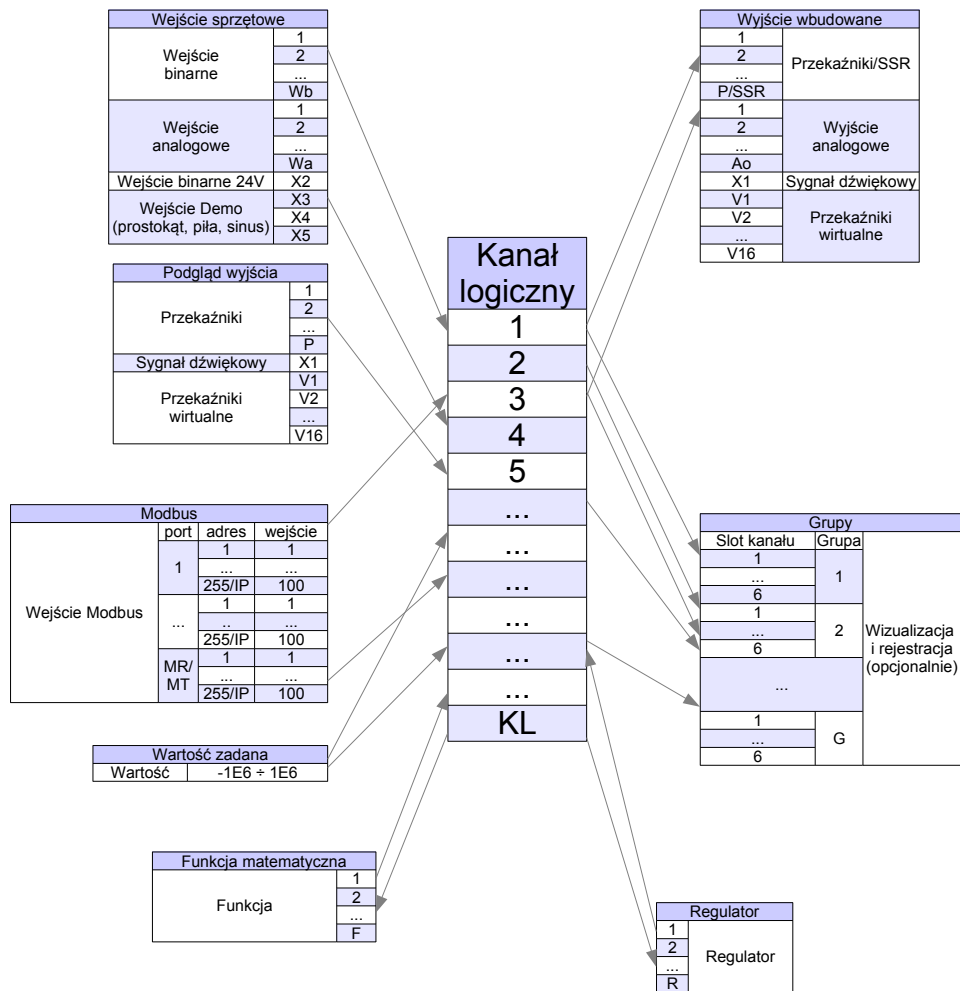 Wejście sprzętowe
Wejście
binarne
1
2
...
Wb
Wejście
analogowe
1
2
...
Wa
Wejście binarne 24V
X2
Wejście Demo
(prostokąt, piła, sinus)
X3
X4
X5
Podgląd wyjścia
Przekaźniki
1
2
...
P
Sygnał dźwiękowy
X1
Przekaźniki
wirtualne
V1
V2
...
V16
Modbus
port adres wejście
Wejście Modbus
1
1 1
... ...
255/IP 100
...
1 1
.. ...
255/IP 100
MR/
MT
1 1
... ...
255/IP 100
Wartość zadana
Wartość -1E6 ÷ 1E6
Funkcja matematyczna
Funkcja
1
2
...
F
Kanał
logiczny
1
2
3
4
5
...
...
...
...
...
...
KL
Wyjście wbudowane
1
2
...
P/SSR
Przekaźniki/SSR
1
2
...
Ao
Wyjście
analogowe
X1
Sygnał dźwiękowy
V1
V2
...
V16
Przekaźniki
wirtualne
Grupy
Slot kanału Grupa
1
...
6
1
1
...
6
2
...
1
...
6
G
Wizualizacja
i rejestracja
(opcjonalnie)
Regulator
1
2
...
R
Regulator